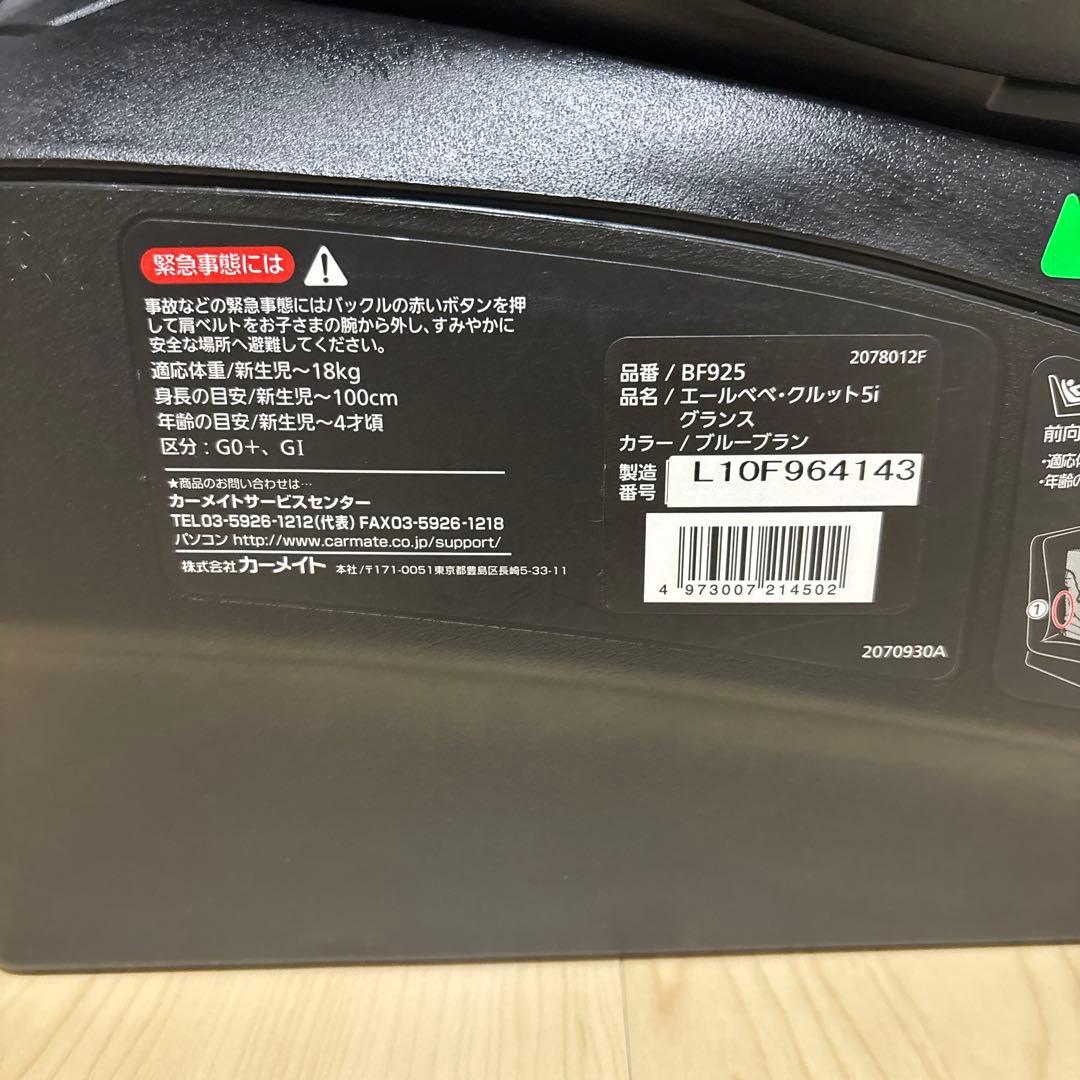 緊急事態には
事故などの緊急事態にはバックルの赤いボタンを押
して肩ベルトをお子さまの腕から外し、すみやかに
安全な場所へ避難してください。
適応体重/新生児～18kg
身長の目安/新生児～100cm
年齢の目安/新生児～4才頃
区分：G0＋、GI
★商品のお問い合わせは…
カーメイトサービスセンター
TEL03-5926-1212(代表) FAX03-5926-1218
パソコン http://www.carmate.co.jp/support/
株式会社カーメイト 本社/〒171-0051東京都豊島区長崎5-33-11
2078012F
品番 / BF925
品名 / エールベベ・クルット5i
グランス
カラー / ブルーブラン
製造番号 L10F964143
4 973007 214502
2070930A
前向
・適応体
・年齢の
1